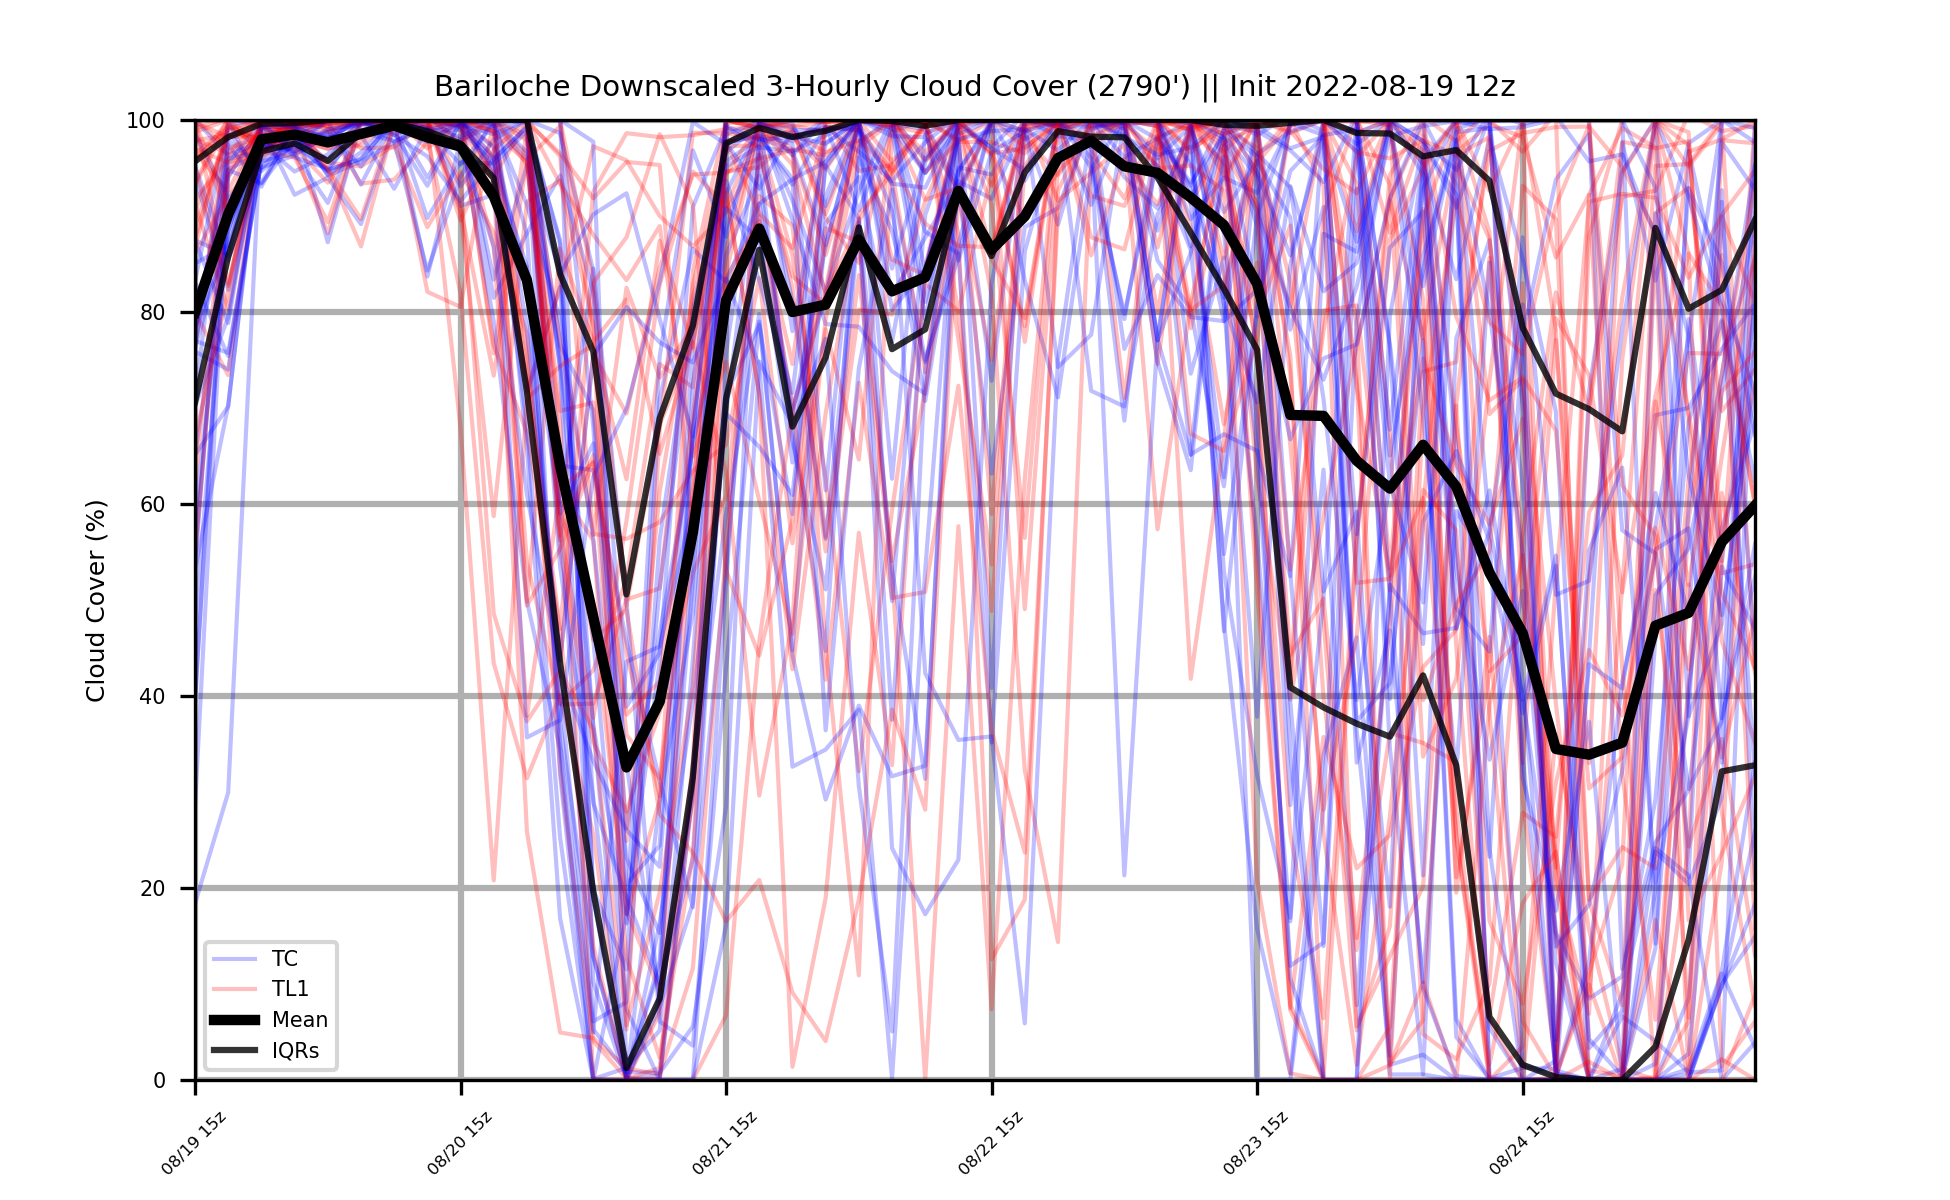 Bariloche Downscaled 3-Hourly Cloud Cover (2790') || Init 2022-08-19 12z
Cloud Cover (%)
100
80
60
40
20
0
TC
TL1
Mean
IQRs
08/19 15z
08/20 15z
08/21 15z
08/22 15z
08/23 15z
08/24 15z